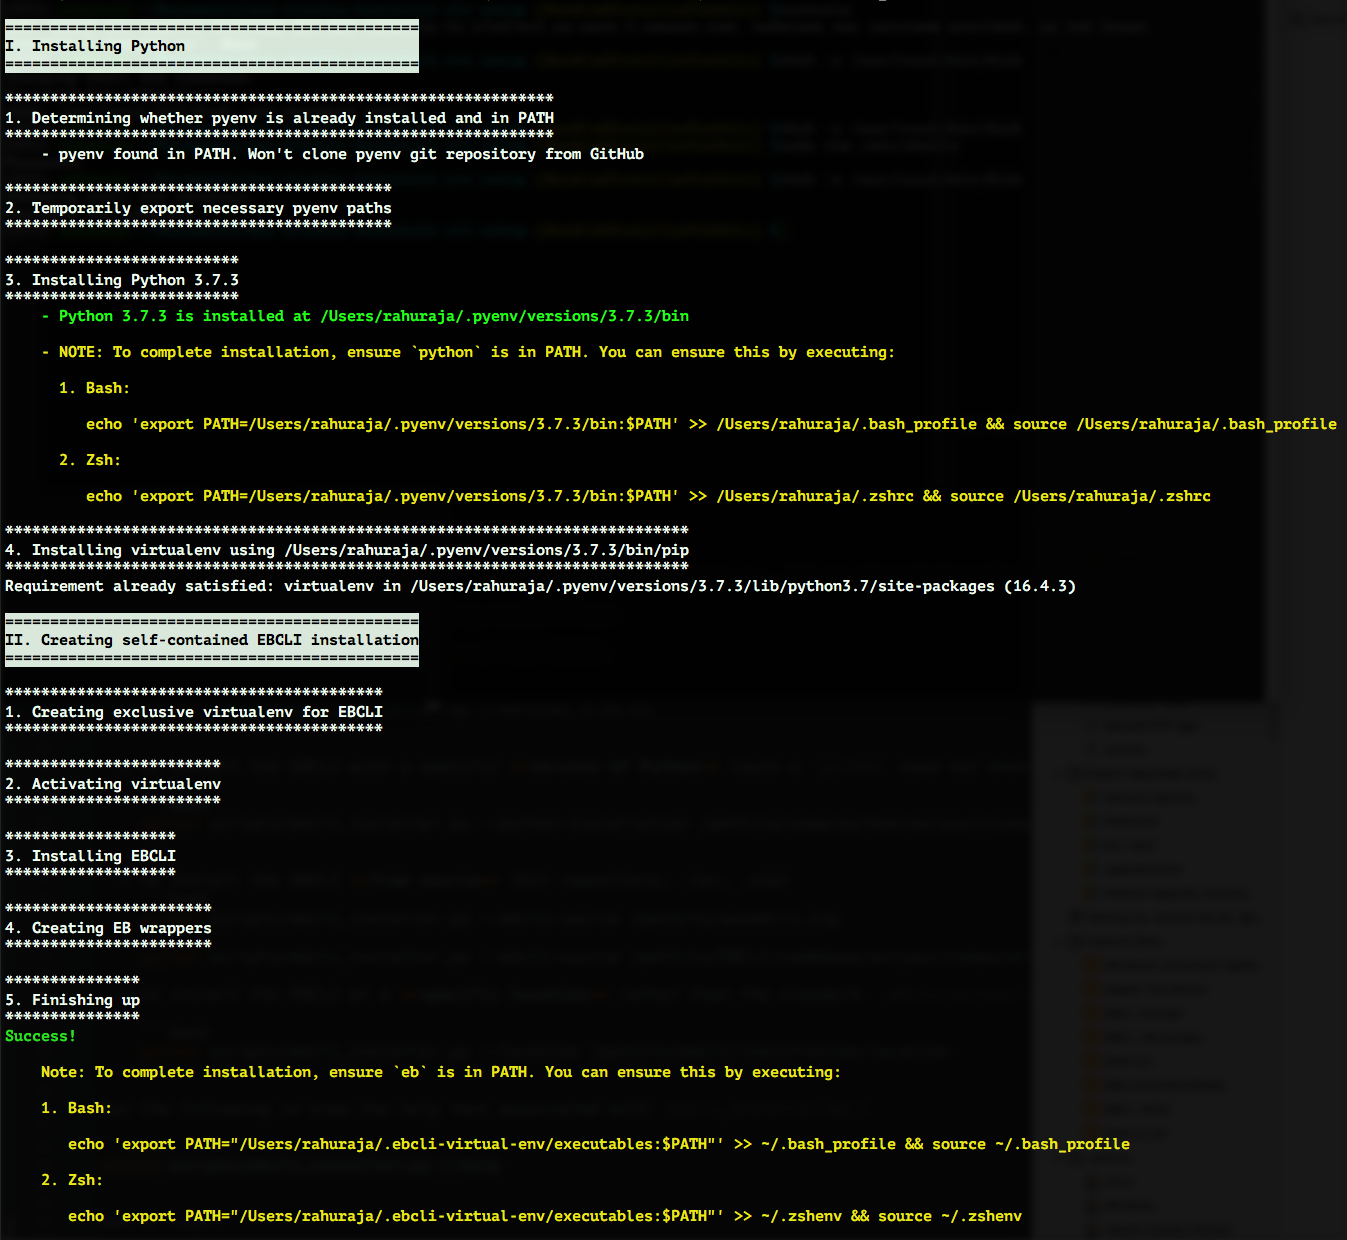 ==============================================
I. Installing Python
==============================================
*************************************************************
1. Determining whether pyenv is already installed and in PATH
*************************************************************
- pyenv found in PATH. Won't clone pyenv git repository from GitHub
*******************************************
2. Temporarily export necessary pyenv paths
*******************************************
**************************
3. Installing Python 3.7.3
**************************
- Python 3.7.3 is installed at /Users/rahuraja/.pyenv/versions/3.7.3/bin
- NOTE: To complete installation, ensure `python` is in PATH. You can ensure this by executing:
1. Bash:
echo 'export PATH=/Users/rahuraja/.pyenv/versions/3.7.3/bin:$PATH' >> /Users/rahuraja/.bash_profile && source /Users/rahuraja/.bash_profile
2. Zsh:
echo 'export PATH=/Users/rahuraja/.pyenv/versions/3.7.3/bin:$PATH' >> /Users/rahuraja/.zshrc && source /Users/rahuraja/.zshrc
****************************************************************************
4. Installing virtualenv using /Users/rahuraja/.pyenv/versions/3.7.3/bin/pip
****************************************************************************
Requirement already satisfied: virtualenv in /Users/rahuraja/.pyenv/versions/3.7.3/lib/python3.7/site-packages (16.4.3)
==============================================
II. Creating self-contained EBCLI installation
==============================================
******************************************
1. Creating exclusive virtualenv for EBCLI
******************************************
************************
2. Activating virtualenv
************************
*******************
3. Installing EBCLI
*******************
***********************
4. Creating EB wrappers
***********************
***************
5. Finishing up
***************
Success!
Note: To complete installation, ensure `eb` is in PATH. You can ensure this by executing:
1. Bash:
echo 'export PATH="/Users/rahuraja/.ebcli-virtual-env/executables:$PATH"' >> ~/.bash_profile && source ~/.bash_profile
2. Zsh:
echo 'export PATH="/Users/rahuraja/.ebcli-virtual-env/executables:$PATH"' >> ~/.zshenv && source ~/.zshenv